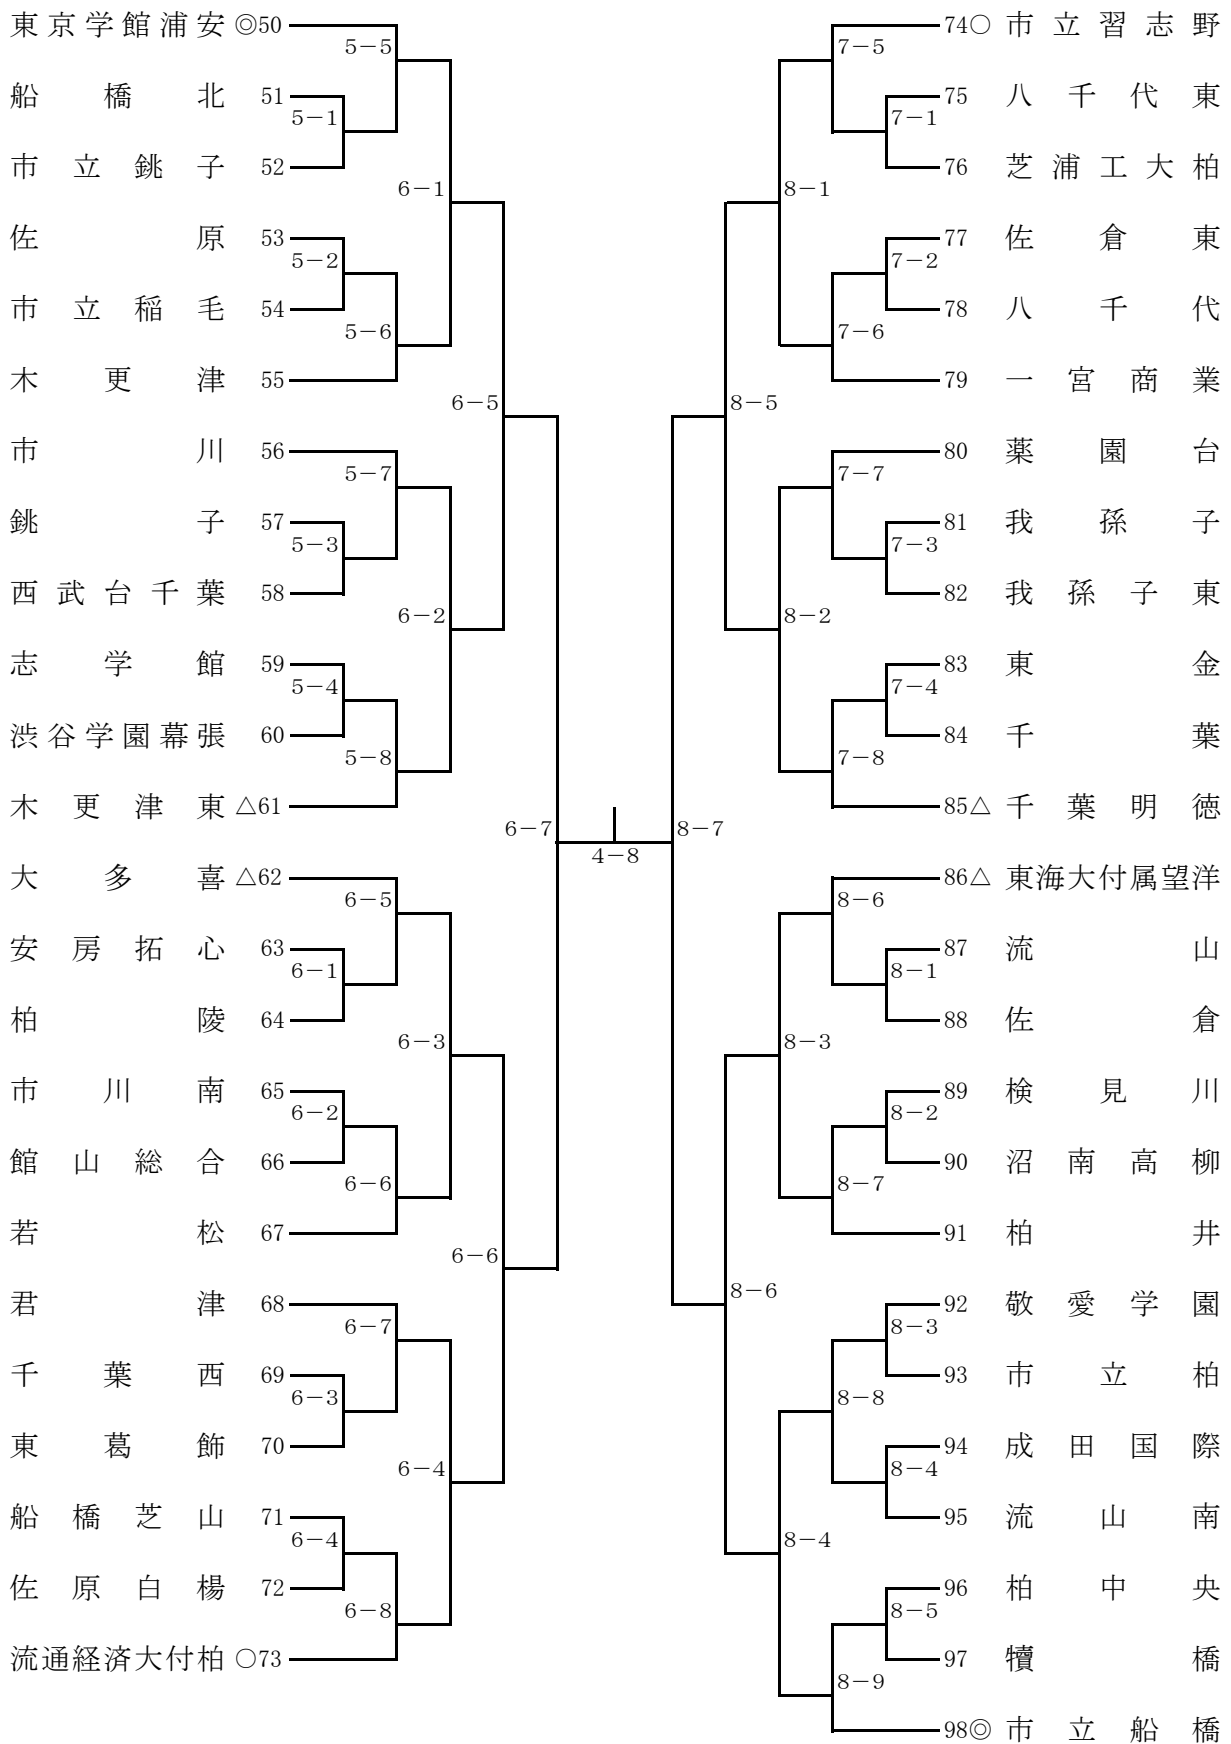 東京学館浦安 ◎50
5－5
船橋北 51
5－1
市立銚子 52
6－1
佐原 53
5－2
市立稲毛 54
5－6
木更津 55
6－5
市川 56
5－7
銚子 57
5－3
西武台千葉 58
6－2
志学館 59
5－4
渋谷学園幕張 60
5－8
木更津東 △61
6－7
大多喜 △62
6－5
安房拓心 63
6－1
柏陵 64
6－3
市川南 65
6－2
館山総合 66
6－6
若松 67
6－6
君津 68
6－7
千葉西 69
6－3
東葛飾 70
6－4
船橋芝山 71
6－4
佐原白楊 72
6－8
流通経済大付柏 ○73
4－8
74○ 市立習志野
7－5
75 八千代東
7－1
76 芝浦工大柏
8－1
77 佐倉東
7－2
78 八千代
7－6
79 一宮商業
8－5
80 薬園台
7－7
81 我孫子
7－3
82 我孫子東
8－2
83 東金
7－4
84 千葉
7－8
85△ 千葉明徳
8－7
86△ 東海大付属望洋
8－6
87 流山
8－1
88 佐倉
8－3
89 検見川
8－2
90 沼南高柳
8－7
91 柏井
8－6
92 敬愛学園
8－3
93 市立柏
8－8
94 成田国際
8－4
95 流山南
8－4
96 柏中央
8－5
97 犢橋
8－9
98◎ 市立船橋